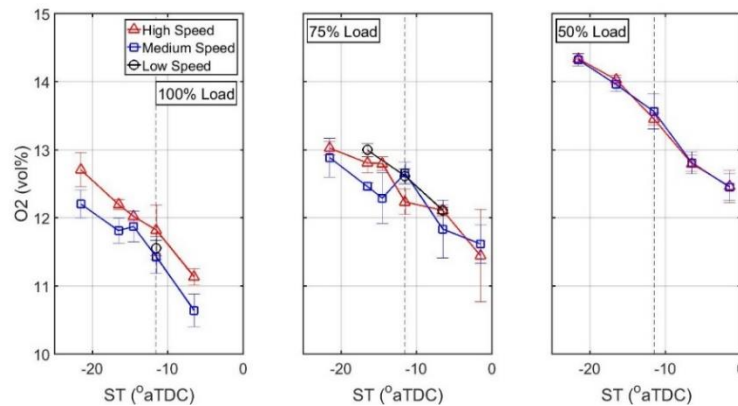 15
14
13
12
11
10
O2 (vol%)
High Speed
Medium Speed
Low Speed
100% Load
75% Load
50% Load
-20 -10 0
-20 -10 0
-20 -10 0
ST (°aTDC)
ST (°aTDC)
ST (°aTDC)